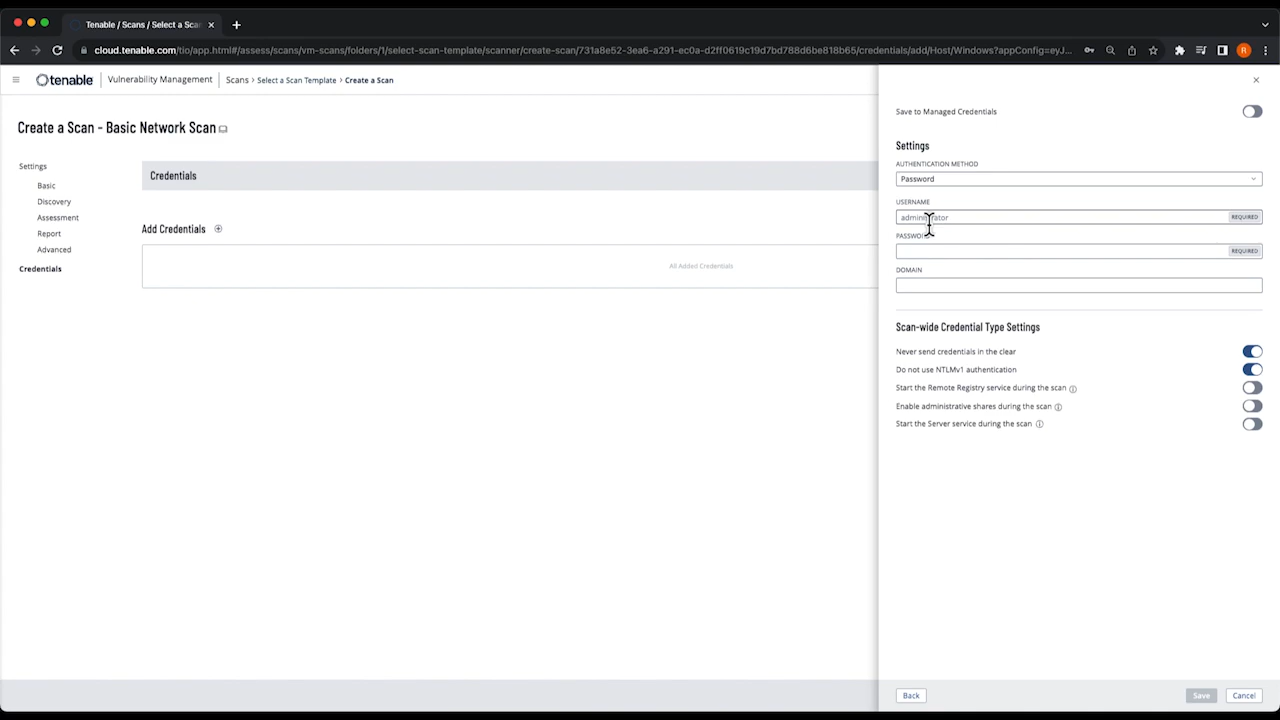 Tenable / Scans / Select a Scan
cloud.tenable.com/tio/app.html#/assess/scans/vm-scans/folders/1/select-scan-template/scanner/create-scan/731a8e52-3ea6-a291-ec0a-d2ff0619c19d7bd788d6be818b65/credentials/add/Host/Windows?appConfig=eyJ...
R
tenable
Vulnerability Management
Scans > Select a Scan Template > Create a Scan
Create a Scan - Basic Network Scan
Settings
Basic
Discovery
Assessment
Report
Advanced
Credentials
Credentials
Add Credentials
All Added Credentials
Save to Managed Credentials
Settings
AUTHENTICATION METHOD
Password
USERNAME
administrator
REQUIRED
PASSWORD
REQUIRED
DOMAIN
Scan-wide Credential Type Settings
Never send credentials in the clear
Do not use NTLMv1 authentication
Start the Remote Registry service during the scan
Enable administrative shares during the scan
Start the Server service during the scan
Back
Save
Cancel